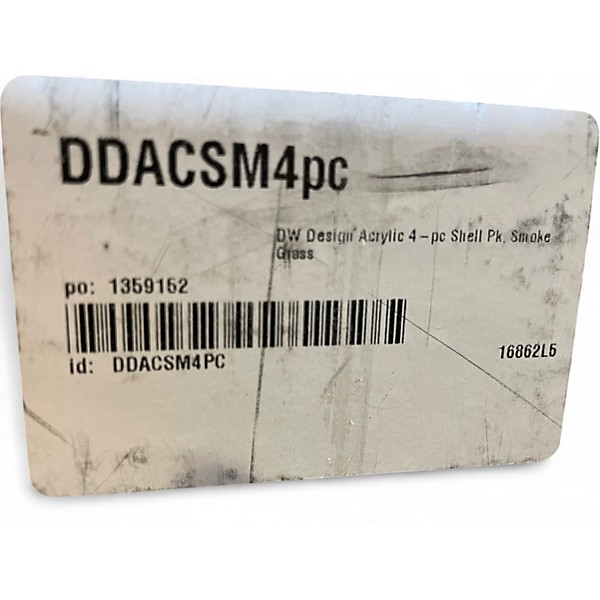 DDACSM4pc
DW Design Acrylic 4-pc Shell Pk, Smoke
Glass
po: 1359152
id: DDACSM4PC
16862L5